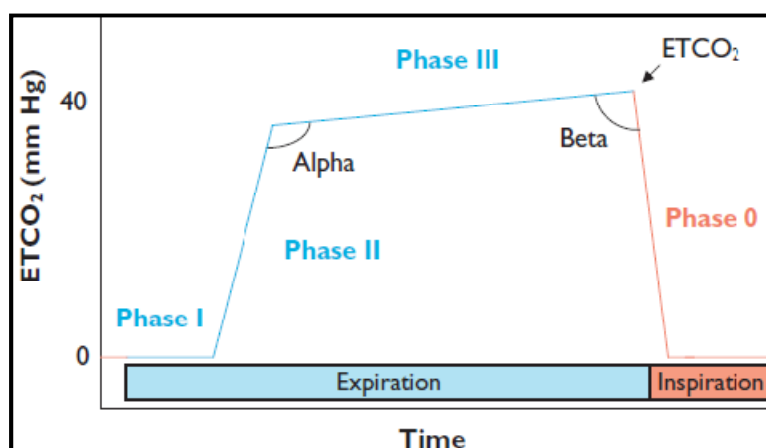 ETCO₂ (mm Hg)
40
0
Phase I
Phase II
Phase III
Alpha
Beta
ETCO₂
Phase 0
Expiration
Inspiration
Time